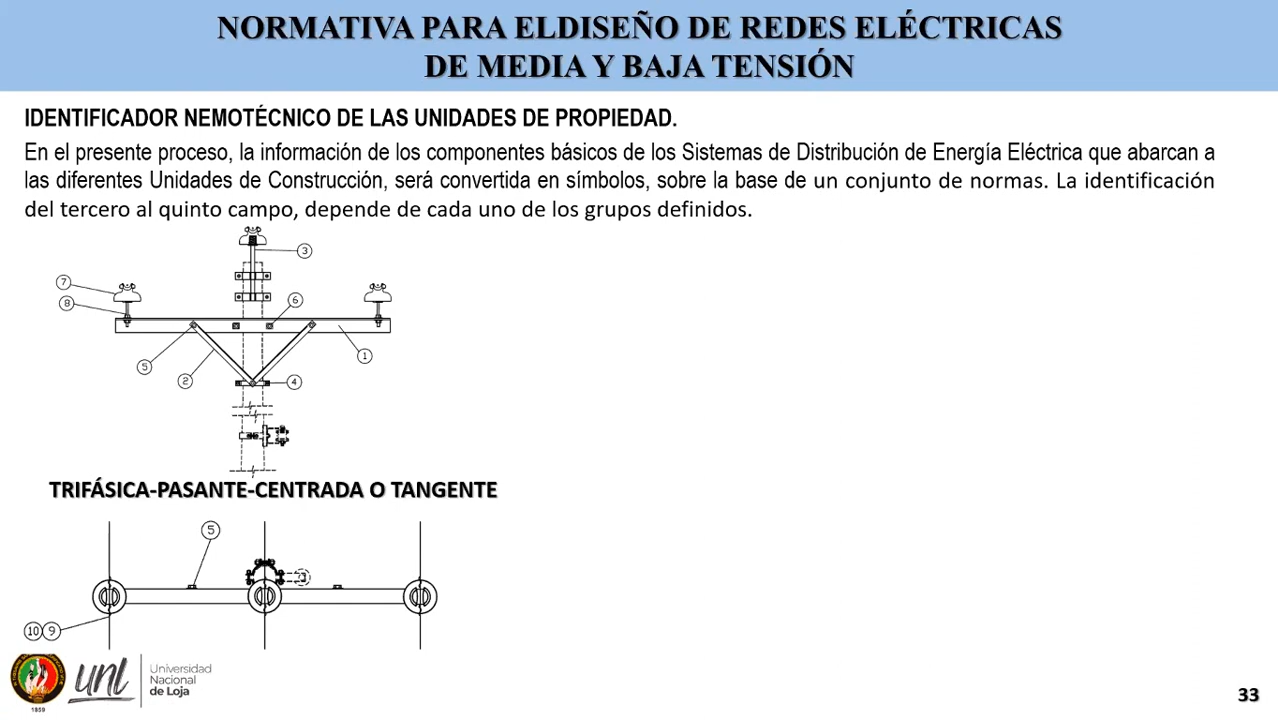 NORMATIVA PARA ELDISEÑO DE REDES ELÉCTRICAS
DE MEDIA Y BAJA TENSIÓN
IDENTIFICADOR NEMOTÉCNICO DE LAS UNIDADES DE PROPIEDAD.
En el presente proceso, la información de los componentes básicos de los Sistemas de Distribución de Energía Eléctrica que abarcan a
las diferentes Unidades de Construcción, será convertida en símbolos, sobre la base de un conjunto de normas. La identificación
del tercero al quinto campo, depende de cada uno de los grupos definidos.
3
7
8
6
5
2
1
4
TRIFÁSICA-PASANTE-CENTRADA O TANGENTE
5
10 9
unl
Universidad
Nacional
de Loja
1859
33